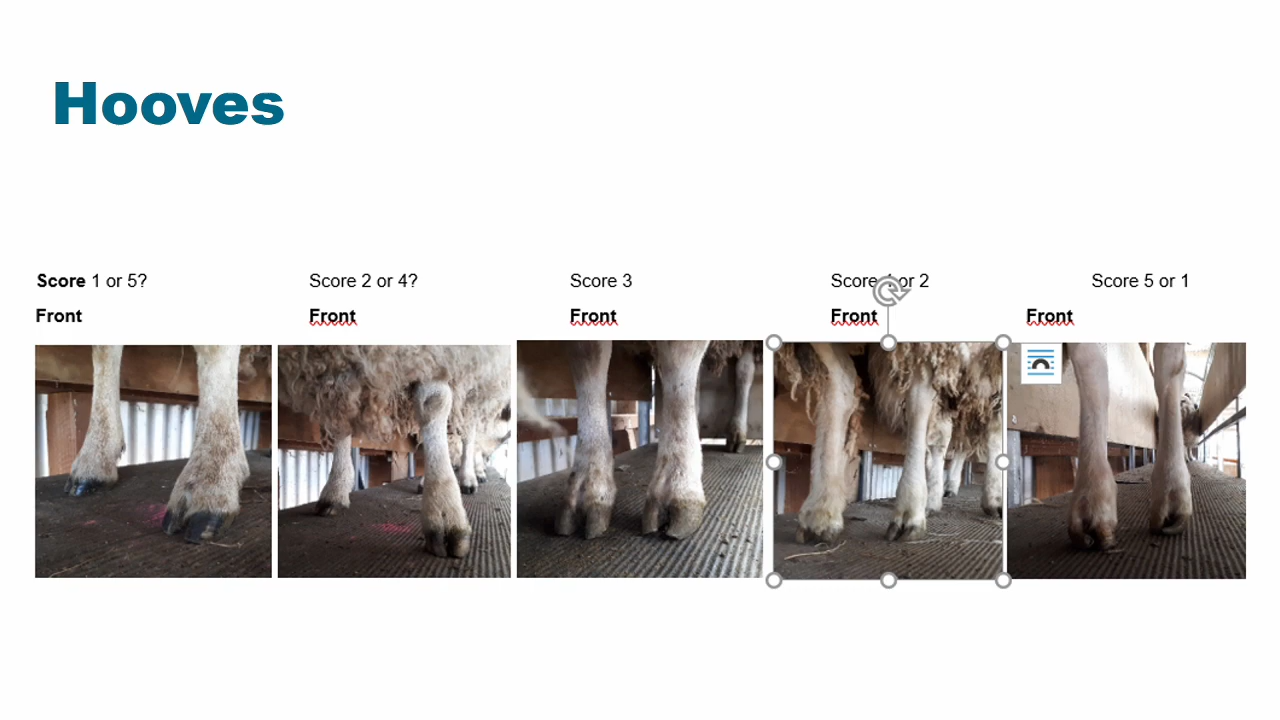 Hooves
Score 1 or 5?
Score 2 or 4?
Score 3
Score or 2
Score 5 or 1
Front
Front
Front
Front
Front